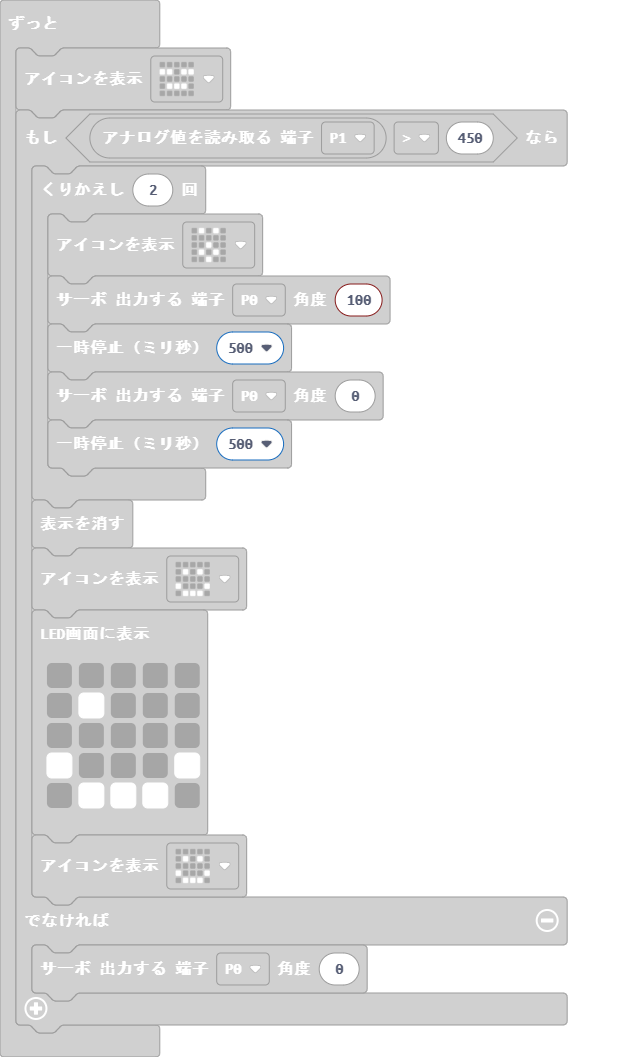 ずっと
アイコンを表示
もし アナログ値を読み取る 端子 P1 > 450 なら
くりかえし 2 回
アイコンを表示
サーボ 出力する 端子 P0 角度 100
一時停止（ミリ秒） 500
サーボ 出力する 端子 P0 角度 0
一時停止（ミリ秒） 500
表示を消す
アイコンを表示
LED画面に表示
アイコンを表示
でなければ
サーボ 出力する 端子 P0 角度 0